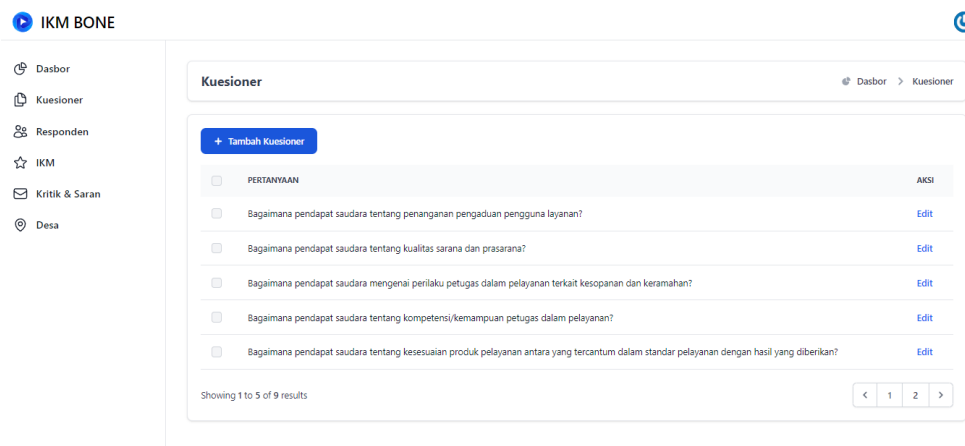 IKM BONE
Dasbor
Kuesioner
Responden
IKM
Kritik & Saran
Desa
Kuesioner
Dasbor > Kuesioner
+ Tambah Kuesioner
PERTANYAAN AKSI
Bagaimana pendapat saudara tentang penanganan pengaduan pengguna layanan? Edit
Bagaimana pendapat saudara tentang kualitas sarana dan prasarana? Edit
Bagaimana pendapat saudara mengenai perilaku petugas dalam pelayanan terkait kesopanan dan keramahan? Edit
Bagaimana pendapat saudara tentang kompetensi/kemampuan petugas dalam pelayanan? Edit
Bagaimana pendapat saudara tentang kesesuaian produk pelayanan antara yang tercantum dalam standar pelayanan dengan hasil yang diberikan? Edit
Showing 1 to 5 of 9 results < 1 2 >